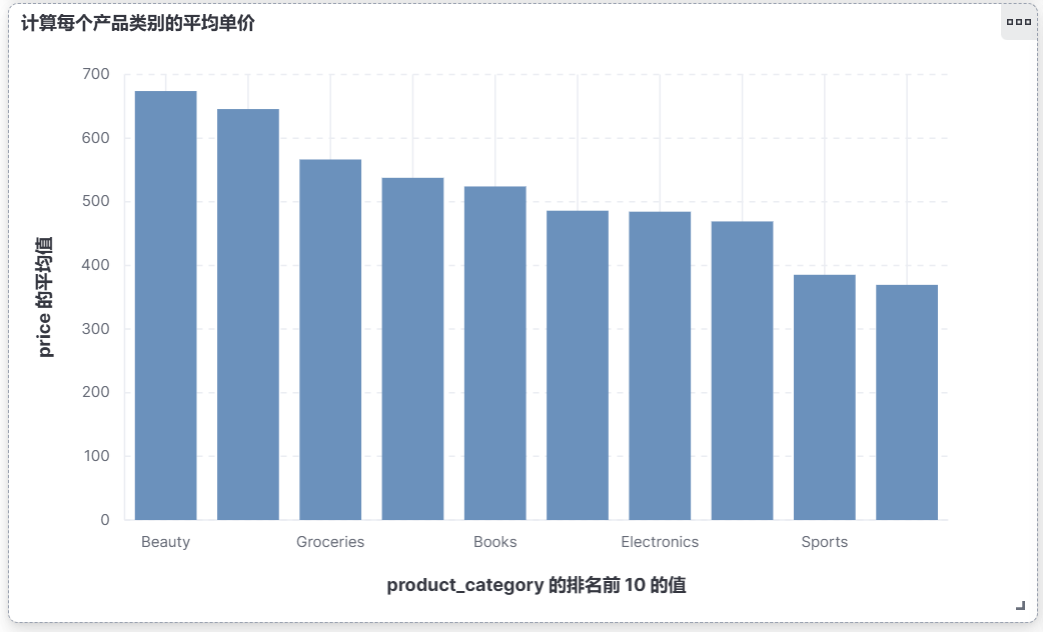 计算每个产品类别的平均单价
price 的平均值
700
600
500
400
300
200
100
0
Beauty
Groceries
Books
Electronics
Sports
product_category 的排名前 10 的值